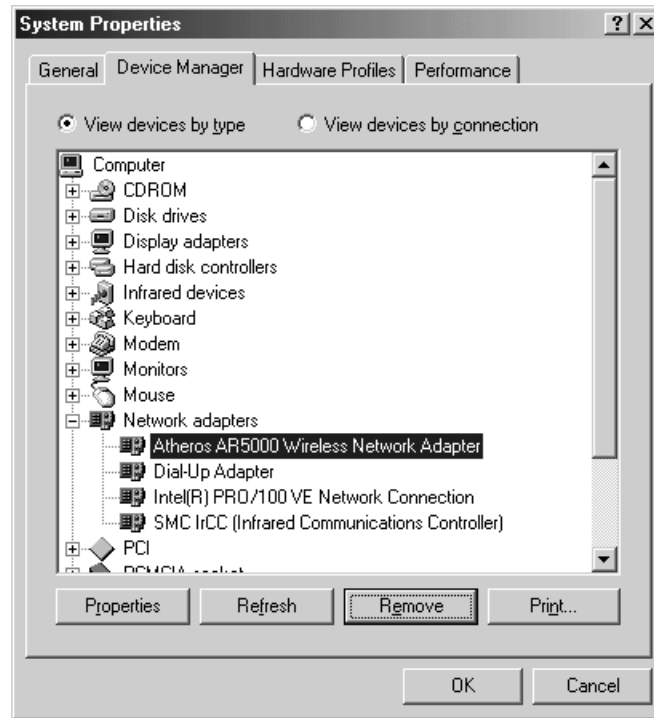 System Properties
General Device Manager Hardware Profiles Performance
View devices by type View devices by connection
Computer
CDROM
Disk drives
Display adapters
Hard disk controllers
Infrared devices
Keyboard
Modem
Monitors
Mouse
Network adapters
Atheros AR5000 Wireless Network Adapter
Dial-Up Adapter
Intel(R) PRO/100 VE Network Connection
SMC IrCC (Infrared Communications Controller)
PCI
PCMCIA socket
Properties Refresh Remove Print...
OK Cancel